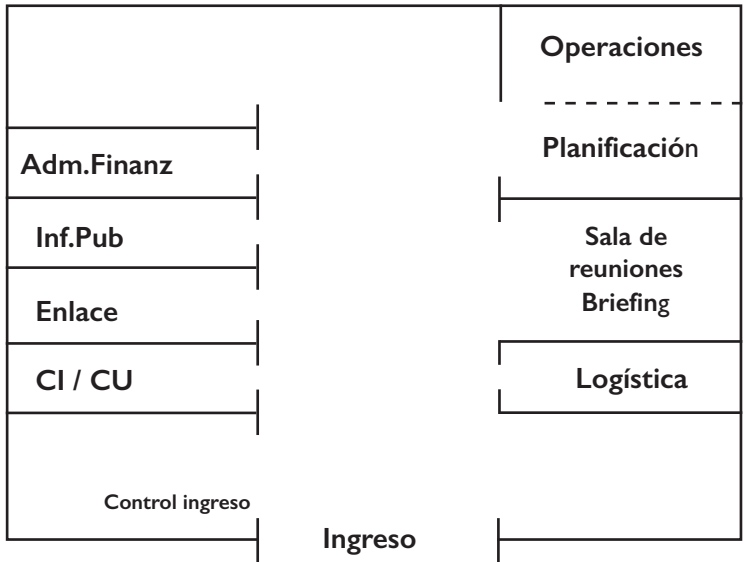 Operaciones
Planificación
Adm.Finanz
Inf.Pub
Sala de
reuniones
Briefing
Enlace
CI / CU
Logística
Control ingreso
Ingreso